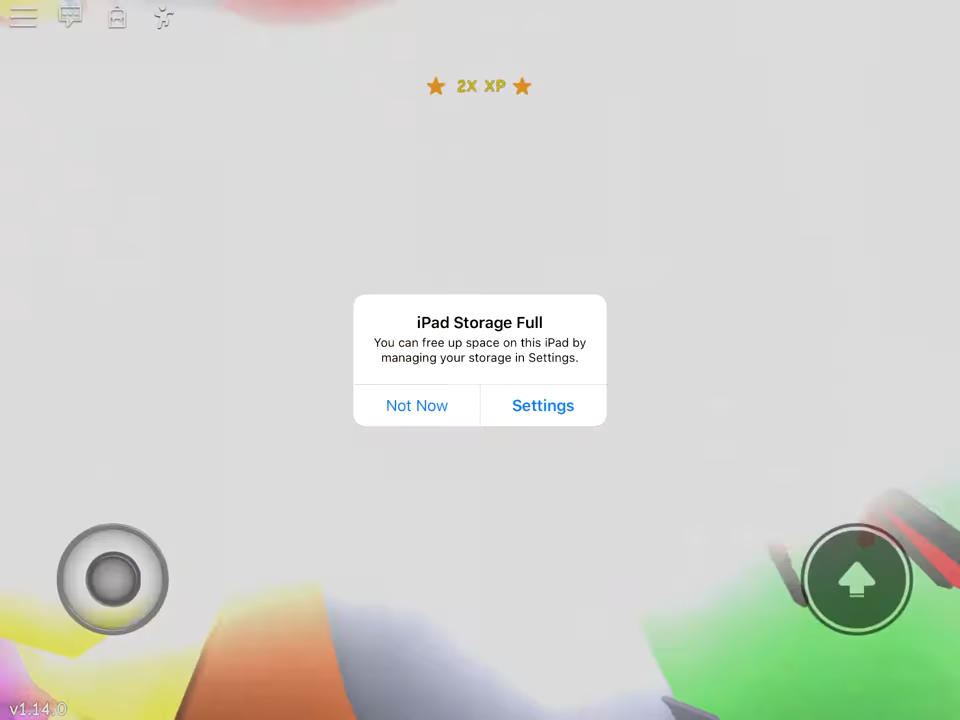 2X XP
iPad Storage Full
You can free up space on this iPad by
managing your storage in Settings.
Not Now
Settings
v1.14.0